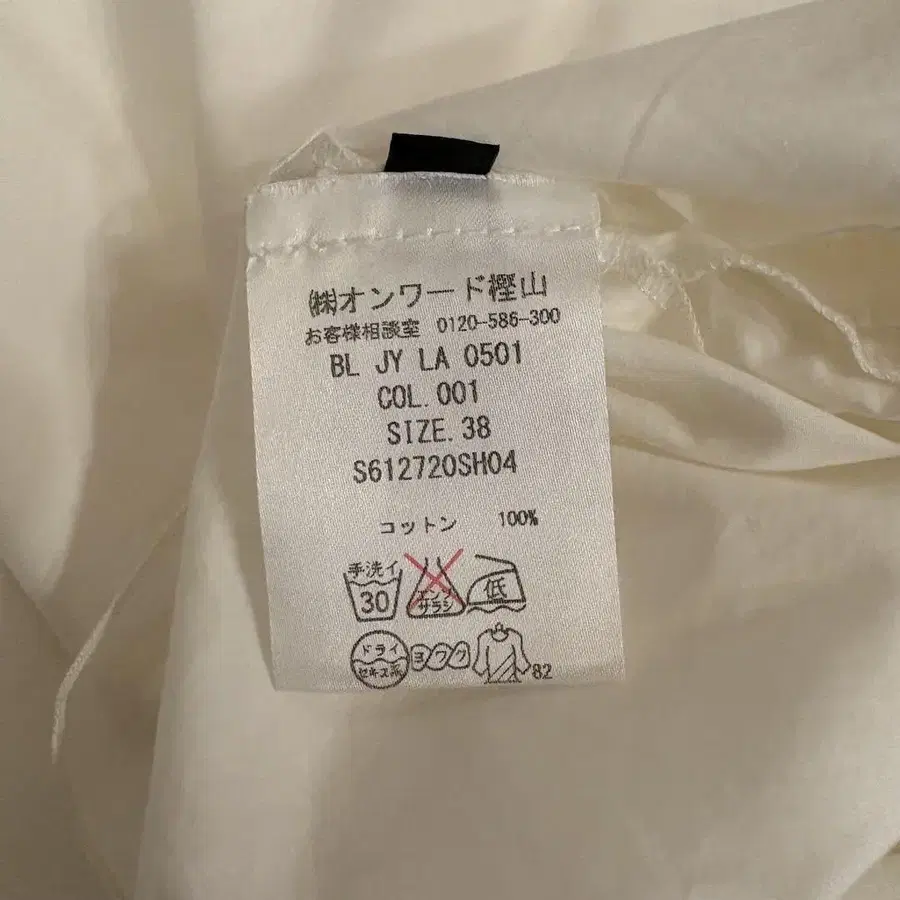 ㈱オンワード樫山
お客様相談室 0120-586-300
BL JY LA 0501
COL.001
SIZE.38
S612720SH04
コットン 100%
手洗イ
30
エンソ
サラシ
低
ドライ
セキユ系
ヨワク
82